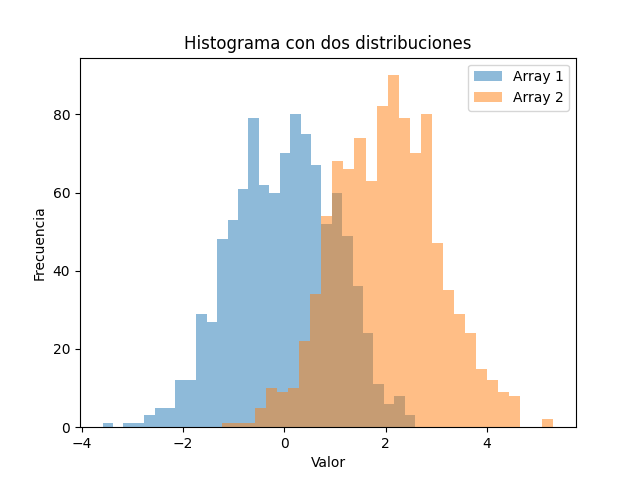 Histograma con dos distribuciones
Array 1
Array 2
Frecuencia
80
60
40
20
0
−4
−2
0
2
4
Valor